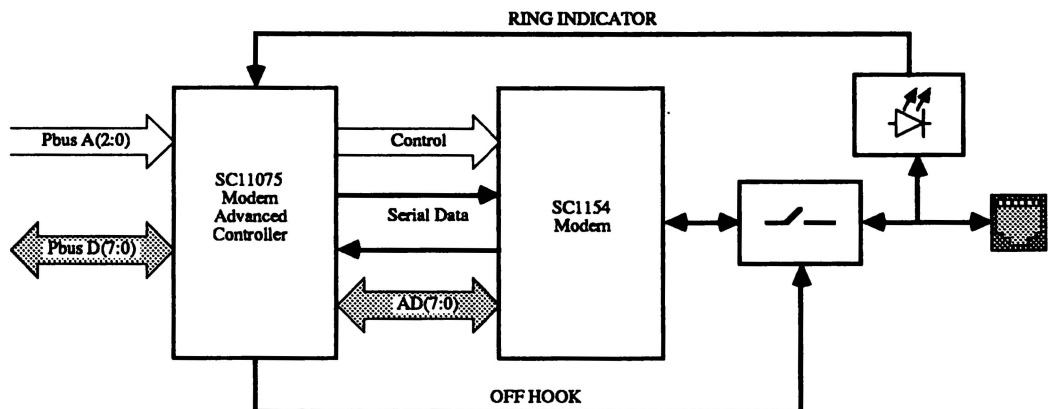 RING INDICATOR
Pbus A(2:0)
Control
SC11075
Modem
Advanced
Controller
Serial Data
SC1154
Modem
Pbus D(7:0)
AD(7:0)
OFF HOOK